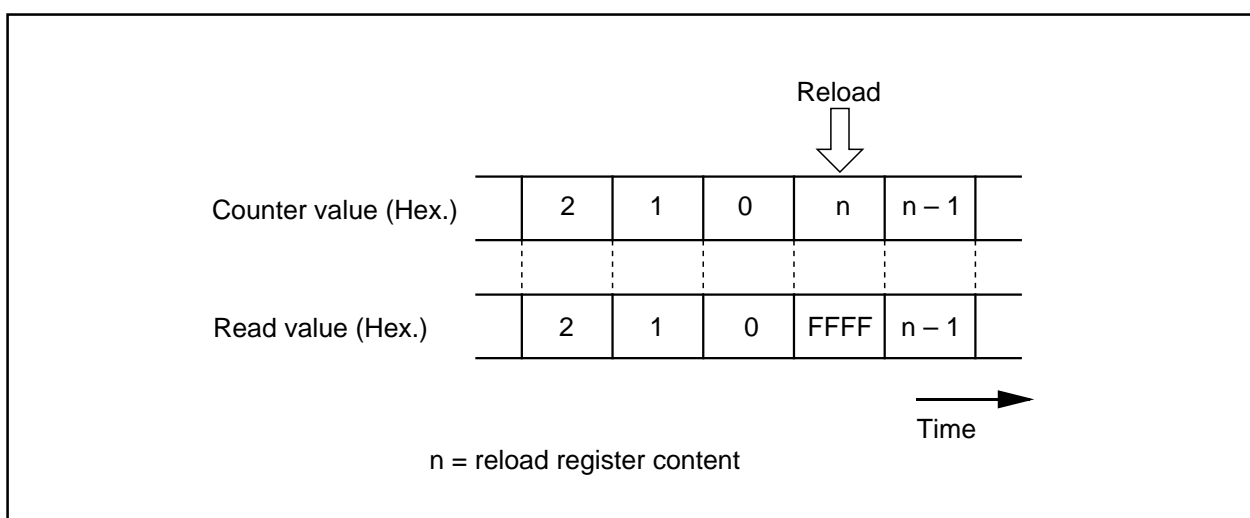 Reload
Counter value (Hex.) 2 1 0 n n – 1
Read value (Hex.) 2 1 0 FFFF n – 1
Time
n = reload register content